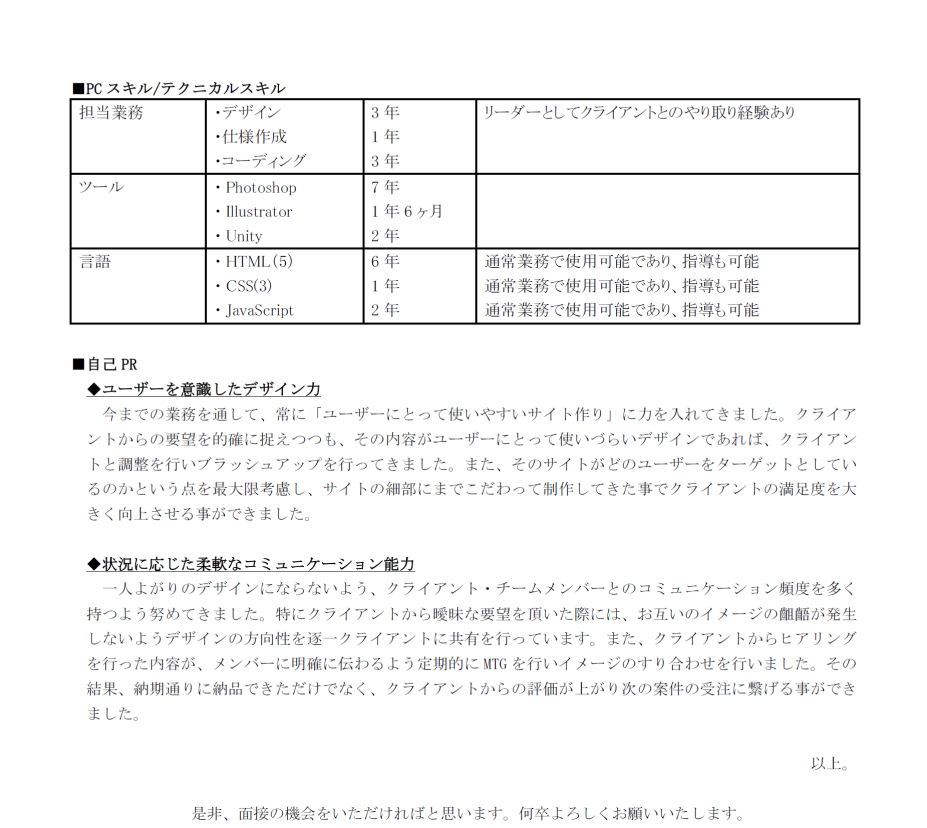 ■PC スキル/テクニカルスキル
担当業務 ・デザイン 3 年 リーダーとしてクライアントとのやり取り経験あり
・仕様作成 1 年
・コーディング 3 年
ツール ・Photoshop 7 年
・Illustrator 1 年 6 ヶ月
・Unity 2 年
言語 ・HTML(5) 6 年 通常業務で使用可能であり、指導も可能
・CSS(3) 1 年 通常業務で使用可能であり、指導も可能
・JavaScript 2 年 通常業務で使用可能であり、指導も可能
■自己 PR
◆ユーザーを意識したデザイン力
今までの業務を通して、常に「ユーザーにとって使いやすいサイト作り」に力を入れてきました。クライア
ントからの要望を的確に捉えつつも、その内容がユーザーにとって使いづらいデザインであれば、クライアン
トと調整を行いブラッシュアップを行ってきました。また、そのサイトがどのユーザーをターゲットとしてい
るのかという点を最大限考慮し、サイトの細部にまでこだわって制作してきた事でクライアントの満足度を大
きく向上させる事ができました。
◆状況に応じた柔軟なコミュニケーション能力
一人よがりのデザインにならないよう、クライアント・チームメンバーとのコミュニケーション頻度を多く
持つよう努めてきました。特にクライアントから曖昧な要望を頂いた際には、お互いのイメージの齟齬が発生
しないようデザインの方向性を逐一クライアントに共有を行っています。また、クライアントからヒアリング
を行った内容が、メンバーに明確に伝わるよう定期的に MTG を行いイメージのすり合わせを行いました。その
結果、納期通りに納品できただけでなく、クライアントからの評価が上がり次の案件の受注に繋げる事ができ
ました。
以上。
是非、面接の機会をいただければと思います。何卒よろしくお願いいたします。